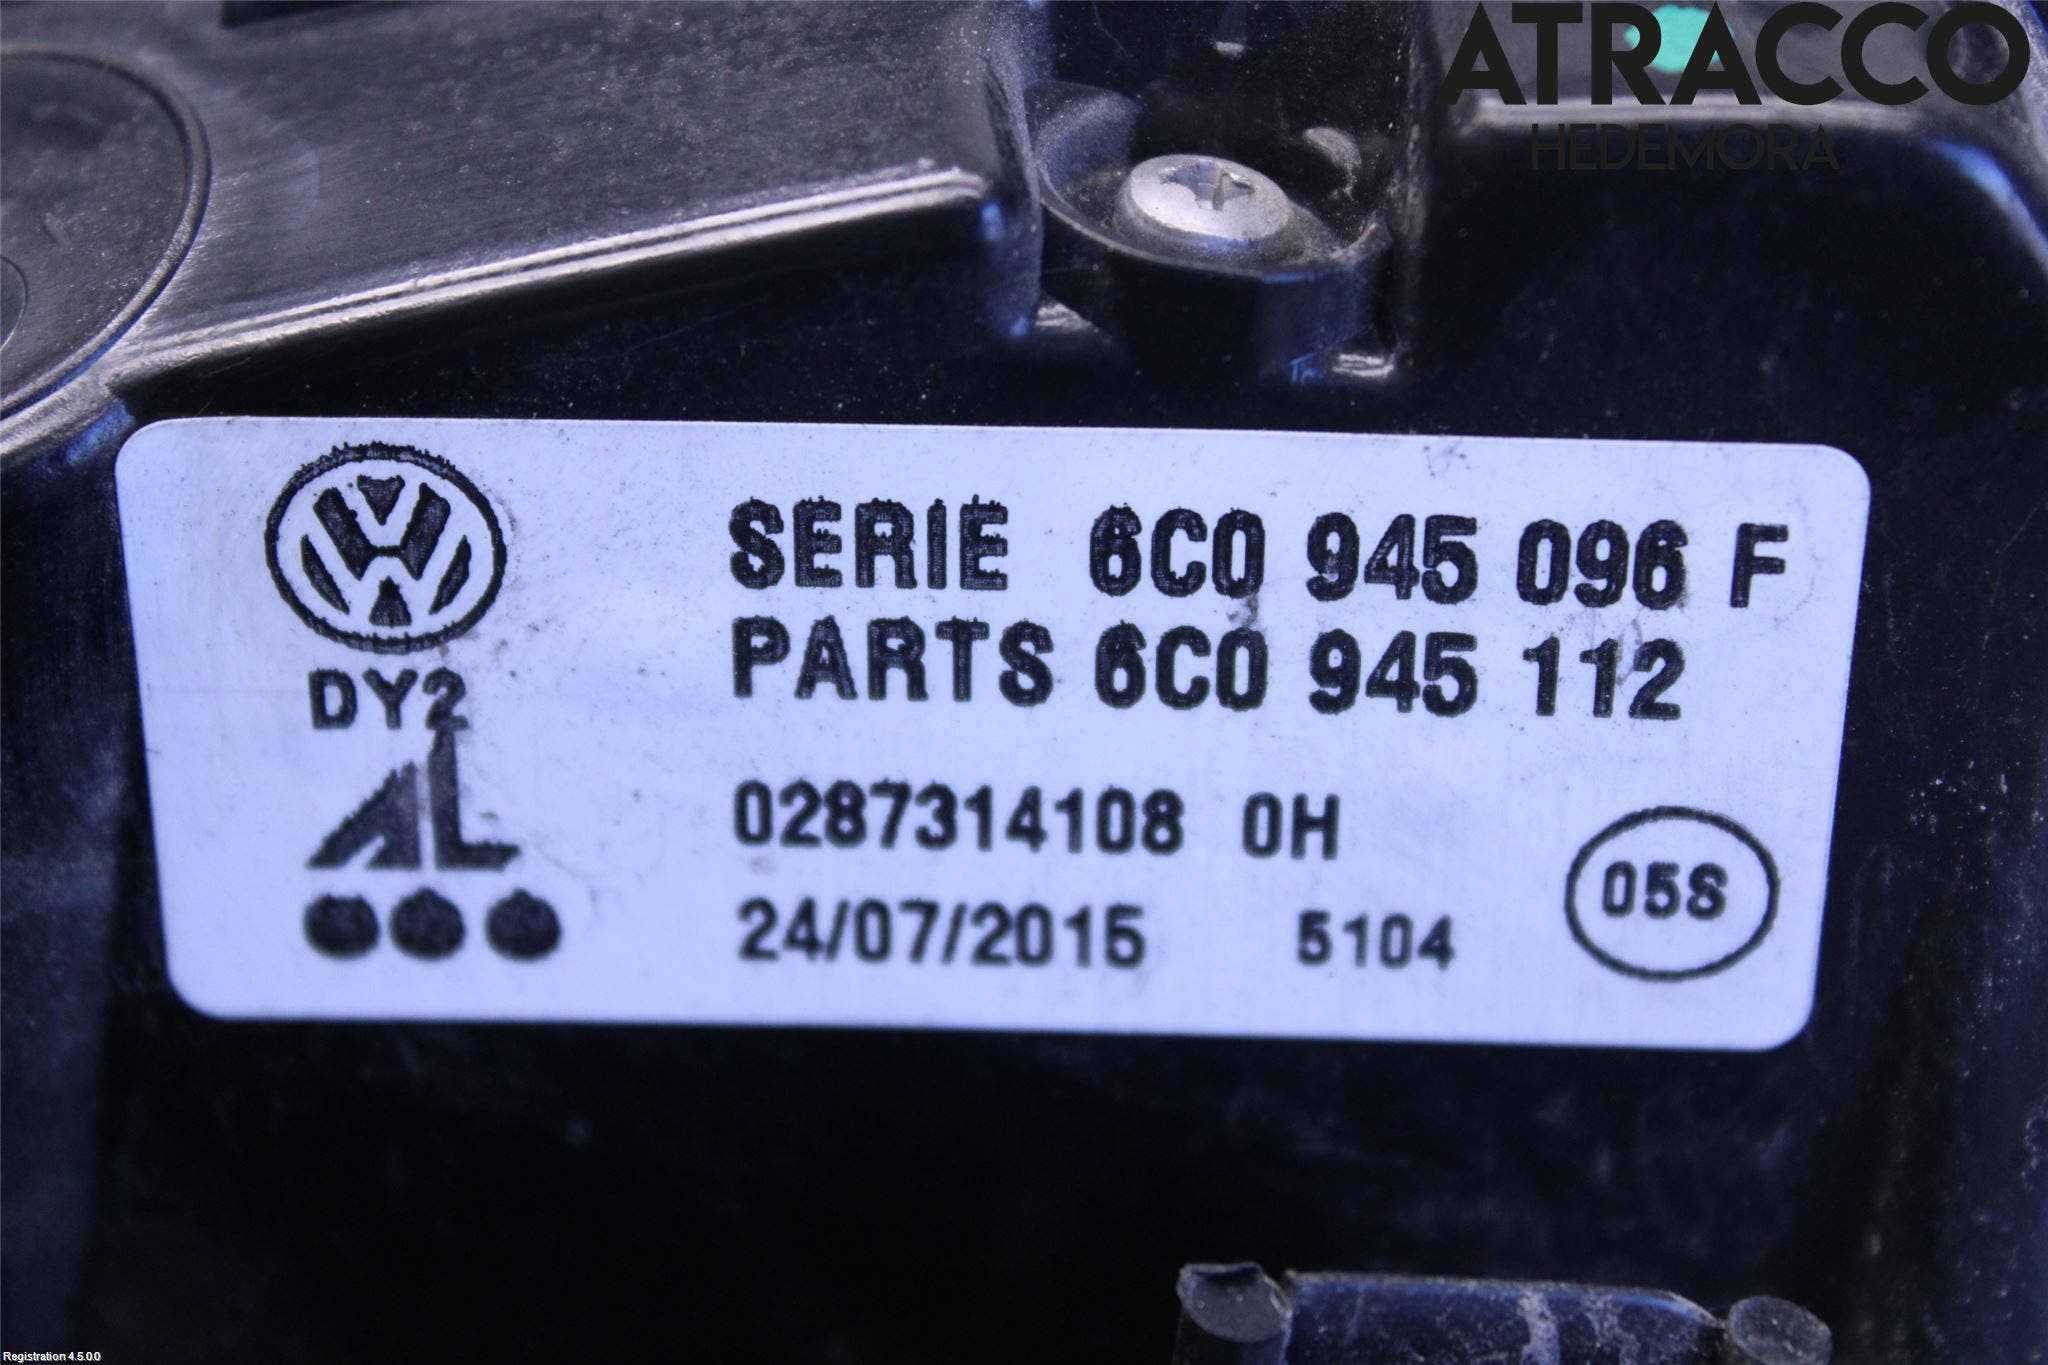 ATRACCO
HEDEMORA
SERIE 6C0 945 096 F
PARTS 6C0 945 112
DY2
AL
0287314108 0H
24/07/2015 5104
05S
Registration 4.5.0.0